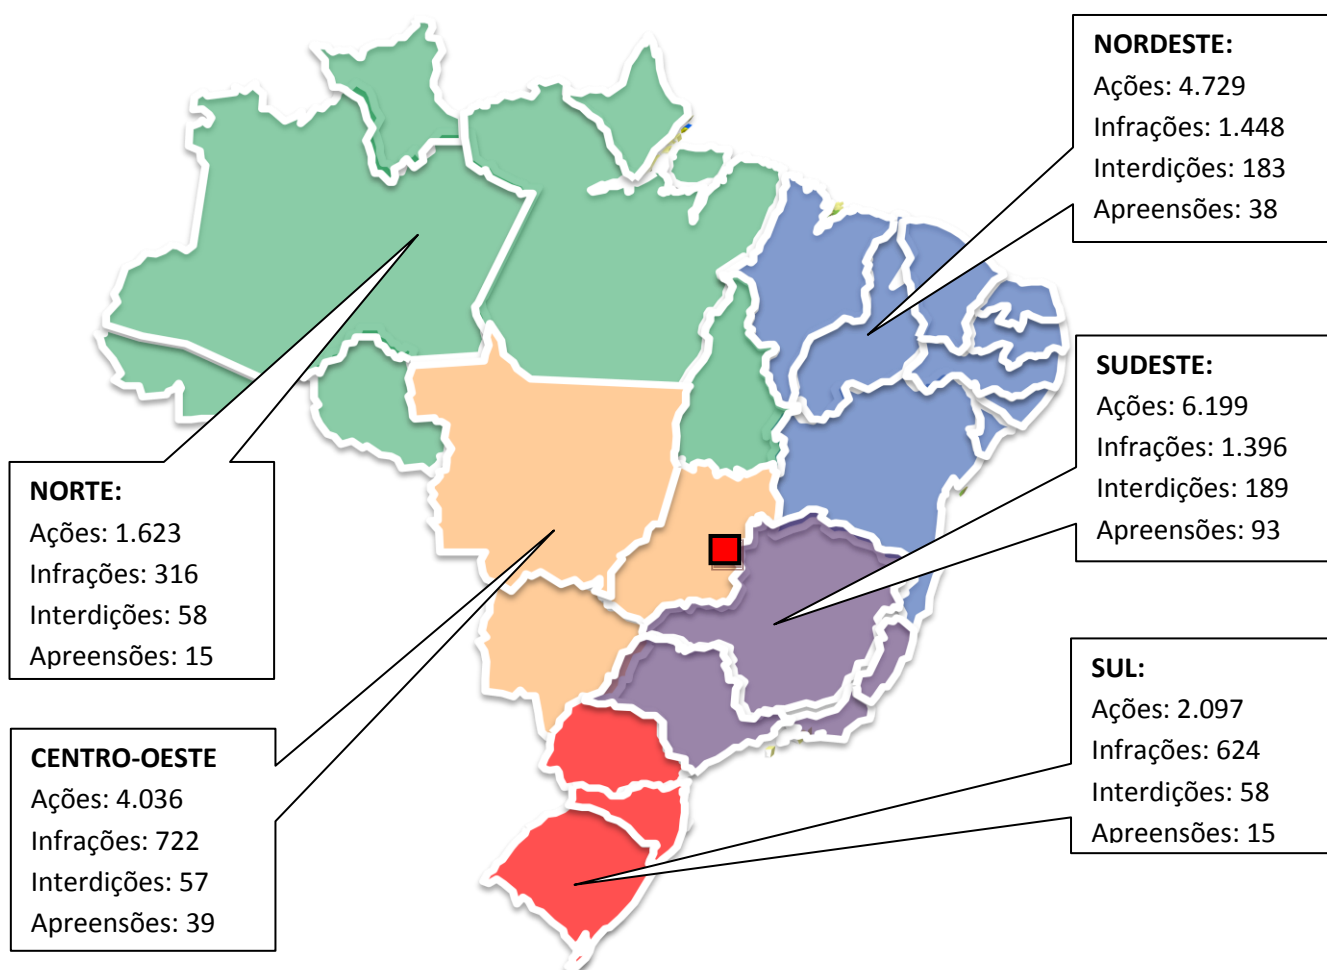 NORDESTE:
Ações: 4.729
Infrações: 1.448
Interdições: 183
Apreensões: 38
SUDESTE:
Ações: 6.199
Infrações: 1.396
Interdições: 189
Apreensões: 93
NORTE:
Ações: 1.623
Infrações: 316
Interdições: 58
Apreensões: 15
SUL:
Ações: 2.097
Infrações: 624
Interdições: 58
Apreensões: 15
CENTRO-OESTE
Ações: 4.036
Infrações: 722
Interdições: 57
Apreensões: 39